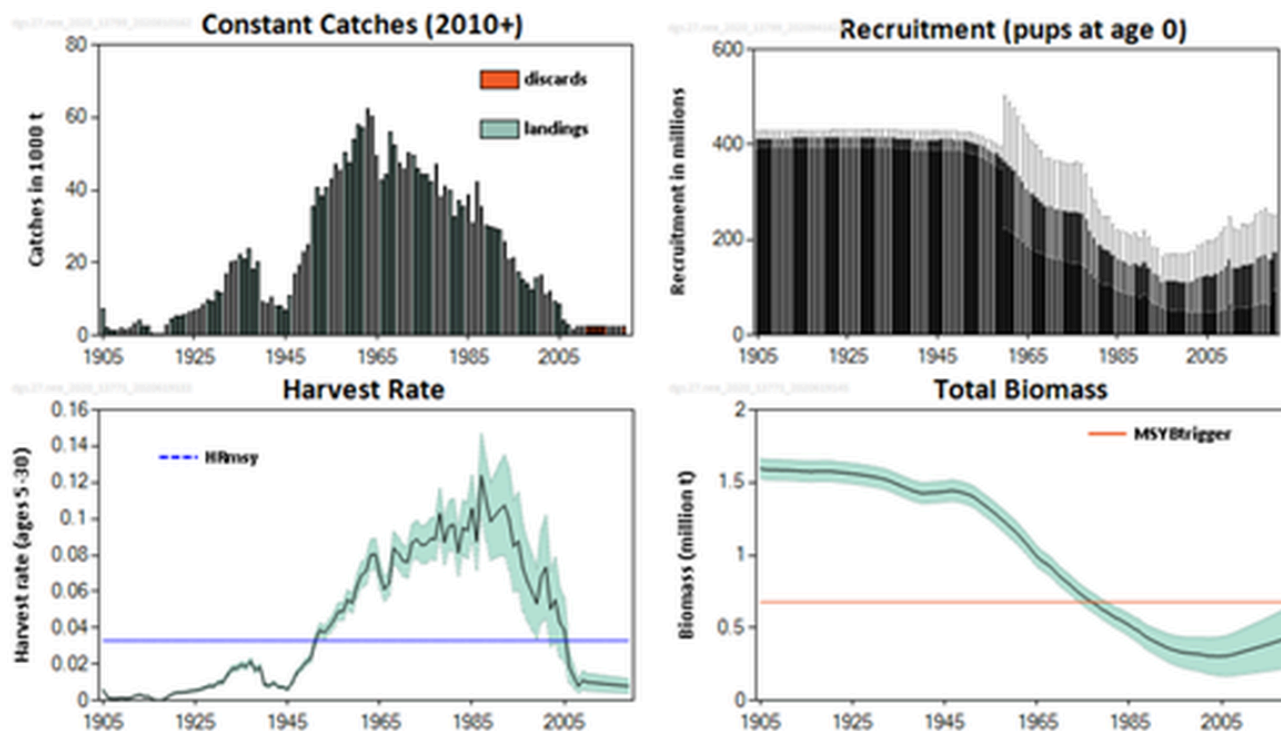 Constant Catches (2010+)
Catches in 1000 t
80
60
40
20
0
discards
landings
1905 1925 1945 1965 1985 2005
Recruitment (pups at age 0)
Recruitment in millions
600
400
200
0
1905 1925 1945 1965 1985 2005
Harvest Rate
Harvest rate (ages 5-30)
0.16
0.14
0.12
0.1
0.08
0.06
0.04
0.02
0
HRmsy
1905 1925 1945 1965 1985 2005
Total Biomass
Biomass (million t)
2
1.5
1
0.5
0
MSYBtrigger
1905 1925 1945 1965 1985 2005